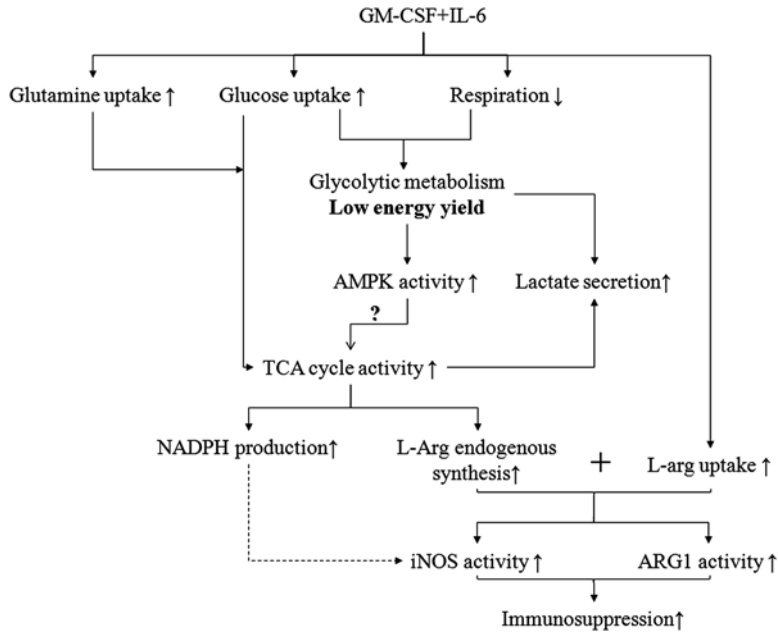 GM-CSF+IL-6
Glutamine uptake ↑
Glucose uptake ↑
Respiration ↓
Glycolytic metabolism
Low energy yield
AMPK activity ↑
Lactate secretion↑
?
TCA cycle activity ↑
NADPH production↑
L-Arg endogenous
synthesis↑
+
L-arg uptake ↑
iNOS activity ↑
ARG1 activity ↑
Immunosuppression↑